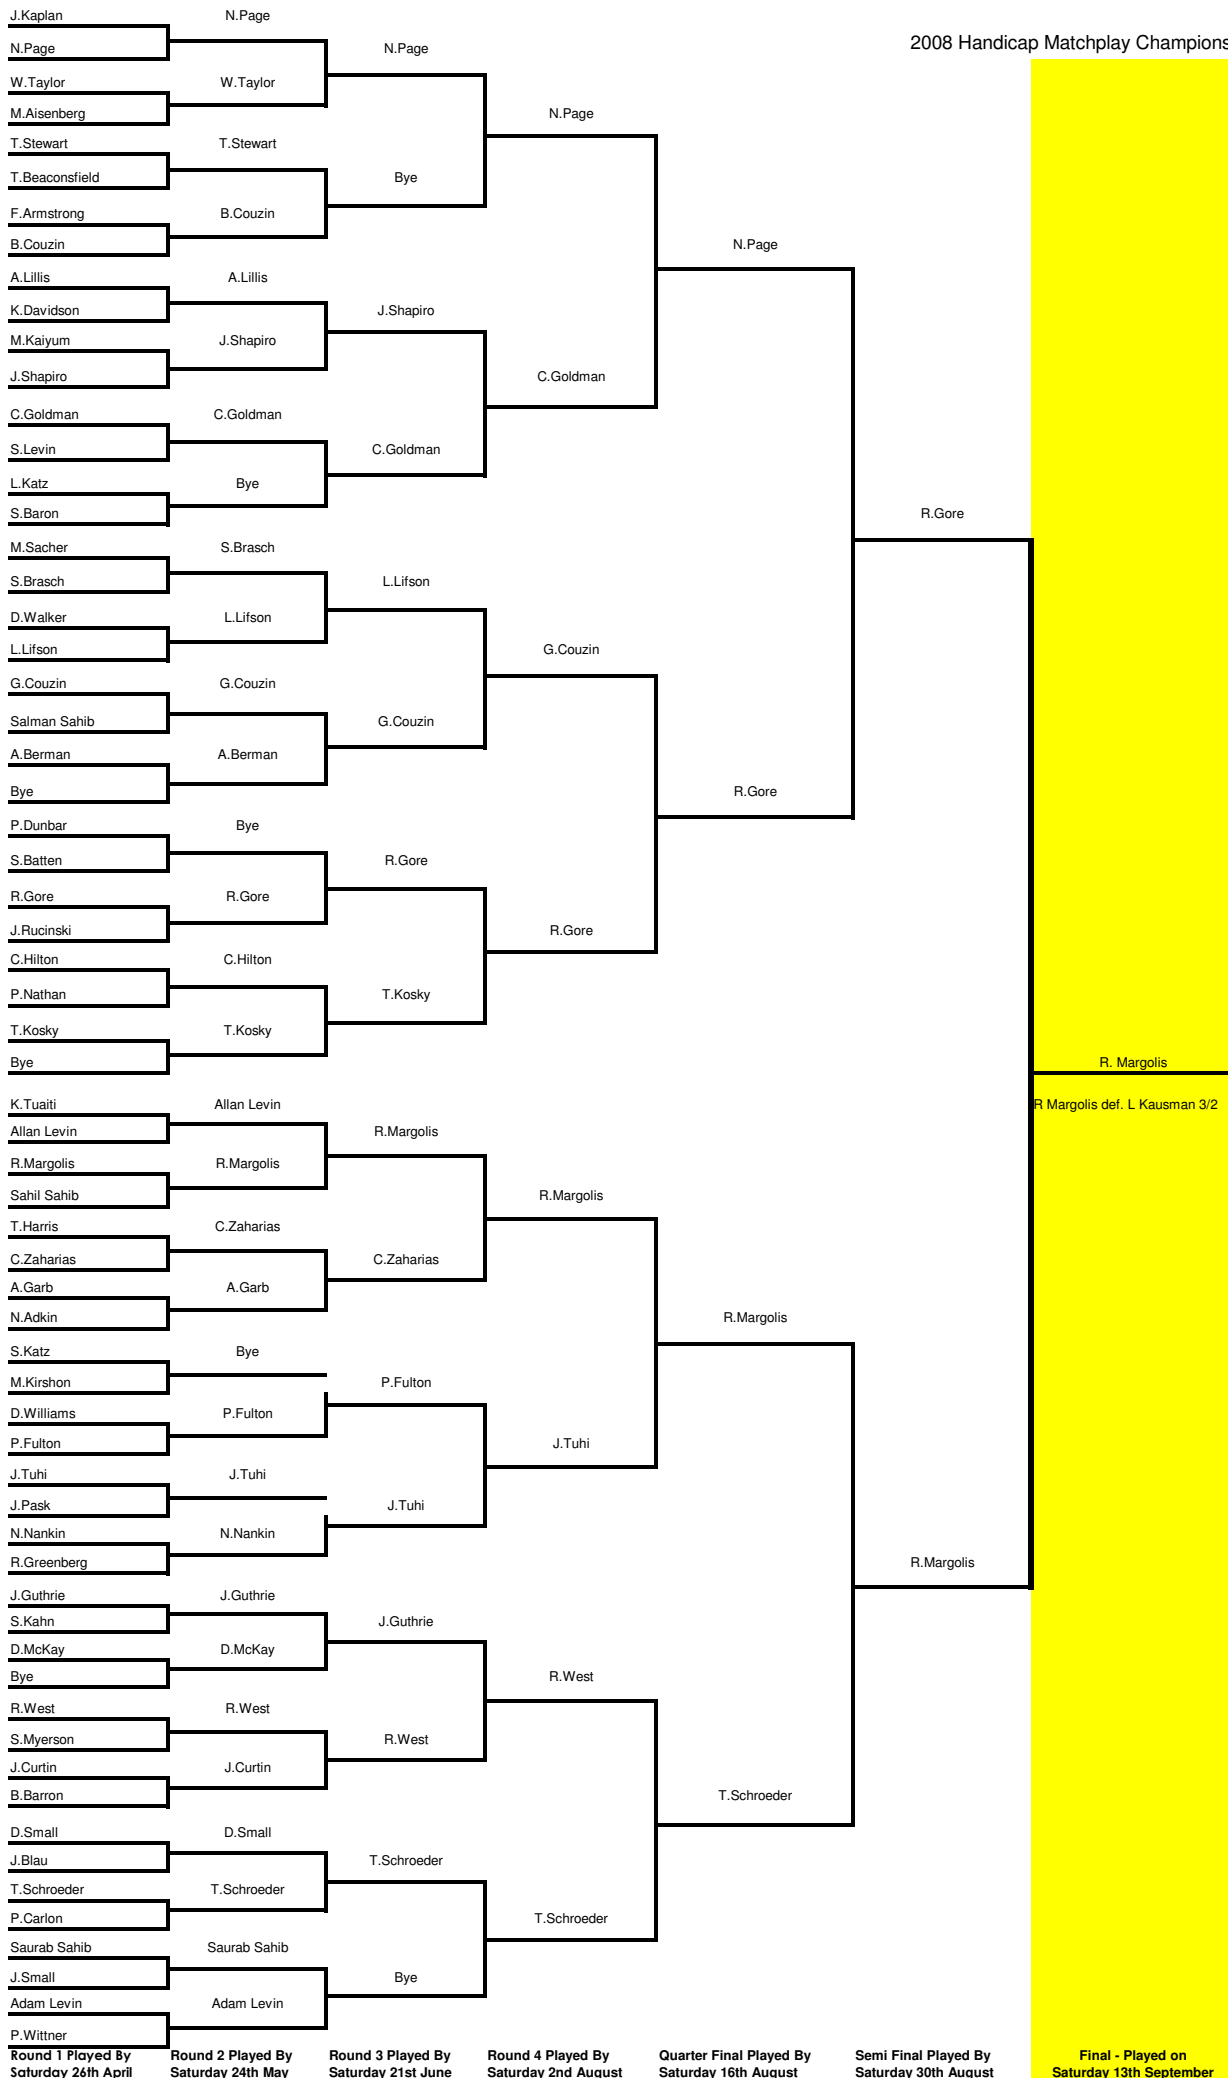 2008 Handicap Matchplay Champions
J.Kaplan
N.Page
W.Taylor
M.Aisenberg
T.Stewart
T.Beaconsfield
F.Armstrong
B.Couzin
A.Lillis
K.Davidson
M.Kaiyum
J.Shapiro
C.Goldman
S.Levin
L.Katz
S.Baron
M.Sacher
S.Brasch
D.Walker
L.Lifson
G.Couzin
Salman Sahib
A.Berman
Bye
P.Dunbar
S.Batten
R.Gore
J.Rucinski
C.Hilton
P.Nathan
T.Kosky
Bye
K.Tuaiti
Allan Levin
R.Margolis
Sahil Sahib
T.Harris
C.Zaharias
A.Garb
N.Adkin
S.Katz
M.Kirshon
D.Williams
P.Fulton
J.Tuhi
J.Pask
N.Nankin
R.Greenberg
J.Guthrie
S.Kahn
D.McKay
Bye
R.West
S.Myerson
J.Curtin
B.Barron
D.Small
J.Blau
T.Schroeder
P.Carlon
Saurab Sahib
J.Small
Adam Levin
P.Wittner
Round 1 Played By
Saturday 26th April
N.Page
W.Taylor
T.Stewart
B.Couzin
A.Lillis
J.Shapiro
C.Goldman
Bye
S.Brasch
L.Lifson
G.Couzin
A.Berman
Bye
R.Gore
C.Hilton
T.Kosky
Allan Levin
R.Margolis
C.Zaharias
A.Garb
Bye
P.Fulton
J.Tuhi
N.Nankin
J.Guthrie
D.McKay
R.West
J.Curtin
D.Small
T.Schroeder
Saurab Sahib
Adam Levin
Round 2 Played By
Saturday 24th May
N.Page
Bye
J.Shapiro
C.Goldman
L.Lifson
G.Couzin
R.Gore
T.Kosky
R.Margolis
C.Zaharias
P.Fulton
J.Tuhi
J.Guthrie
R.West
T.Schroeder
Bye
Round 3 Played By
Saturday 21st June
N.Page
C.Goldman
G.Couzin
R.Gore
R.Margolis
J.Tuhi
R.West
T.Schroeder
Round 4 Played By
Saturday 2nd August
N.Page
R.Gore
R.Margolis
T.Schroeder
Quarter Final Played By
Saturday 16th August
R.Gore
R.Margolis
Semi Final Played By
Saturday 30th August
R. Margolis
R Margolis def. L Kausman 3/2
Final - Played on
Saturday 13th September